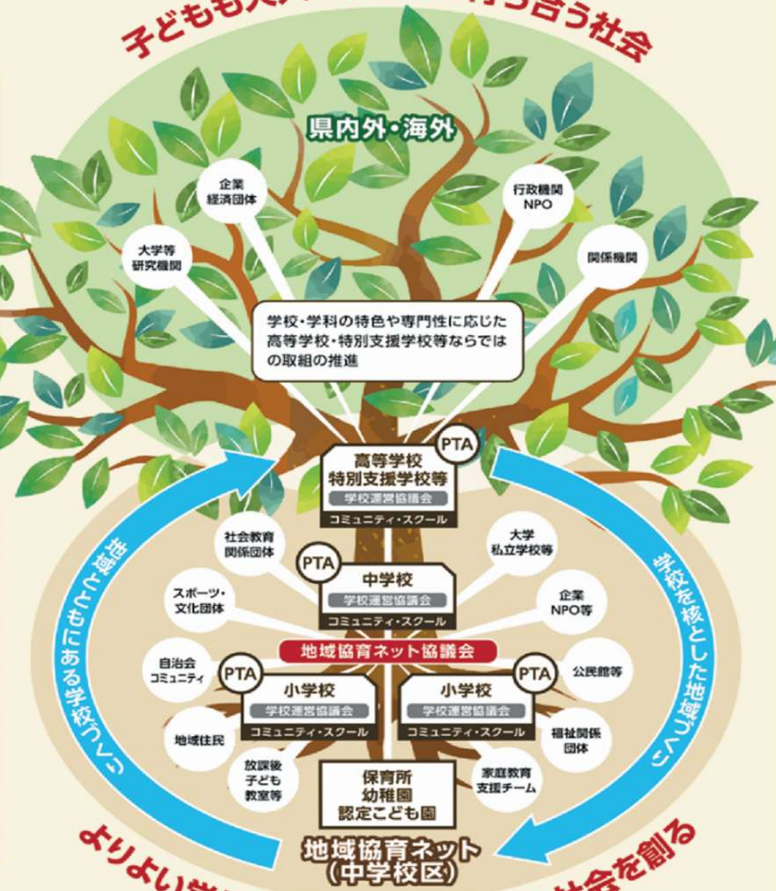 子どもも大人
合う社会
県内外・海外
企業
経済団体
行政機関
NPO
大学等
研究機関
関係機関
学校・学科の特色や専門性に応じた
高等学校・特別支援学校等ならでは
の取組の推進
PTA
高等学校
特別支援学校等
学校運営協議会
コミュニティ・スクール
社会教育
関係団体
大学
私立学校等
PTA
中学校
学校運営協議会
コミュニティ・スクール
スポーツ・
文化団体
企業
NPO等
地域協育ネット協議会
自治会
コミュニティ
PTA
小学校
学校運営協議会
コミュニティ・スクール
PTA
小学校
学校運営協議会
コミュニティ・スクール
公民館等
地域住民
福祉関係
団体
放課後
子ども
教室等
家庭教育
支援チーム
保育所
幼稚園
認定こども園
地域協育ネット
(中学校区)
地域とともにある学校づくり
学校を核とした地域づくり
よりよい学
社会を創る